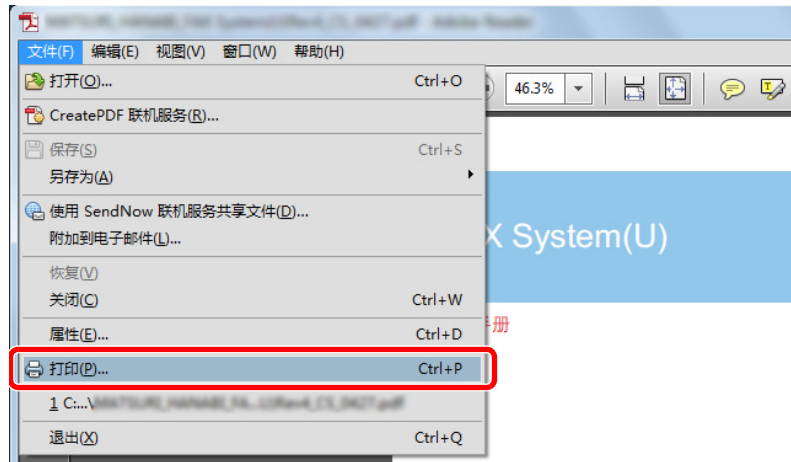 文件(F) 编辑(E) 视图(V) 窗口(W) 帮助(H)
打开(O)... Ctrl+O
46.3%
CreatePDF 联机服务(R)...
保存(S) Ctrl+S
另存为(A)
使用 SendNow 联机服务共享文件(D)...
附加到电子邮件(L)...
X System(U)
恢复(V)
关闭(C) Ctrl+W
属性(E)... Ctrl+D
册
打印(P)... Ctrl+P
1 C:...\
退出(X) Ctrl+Q